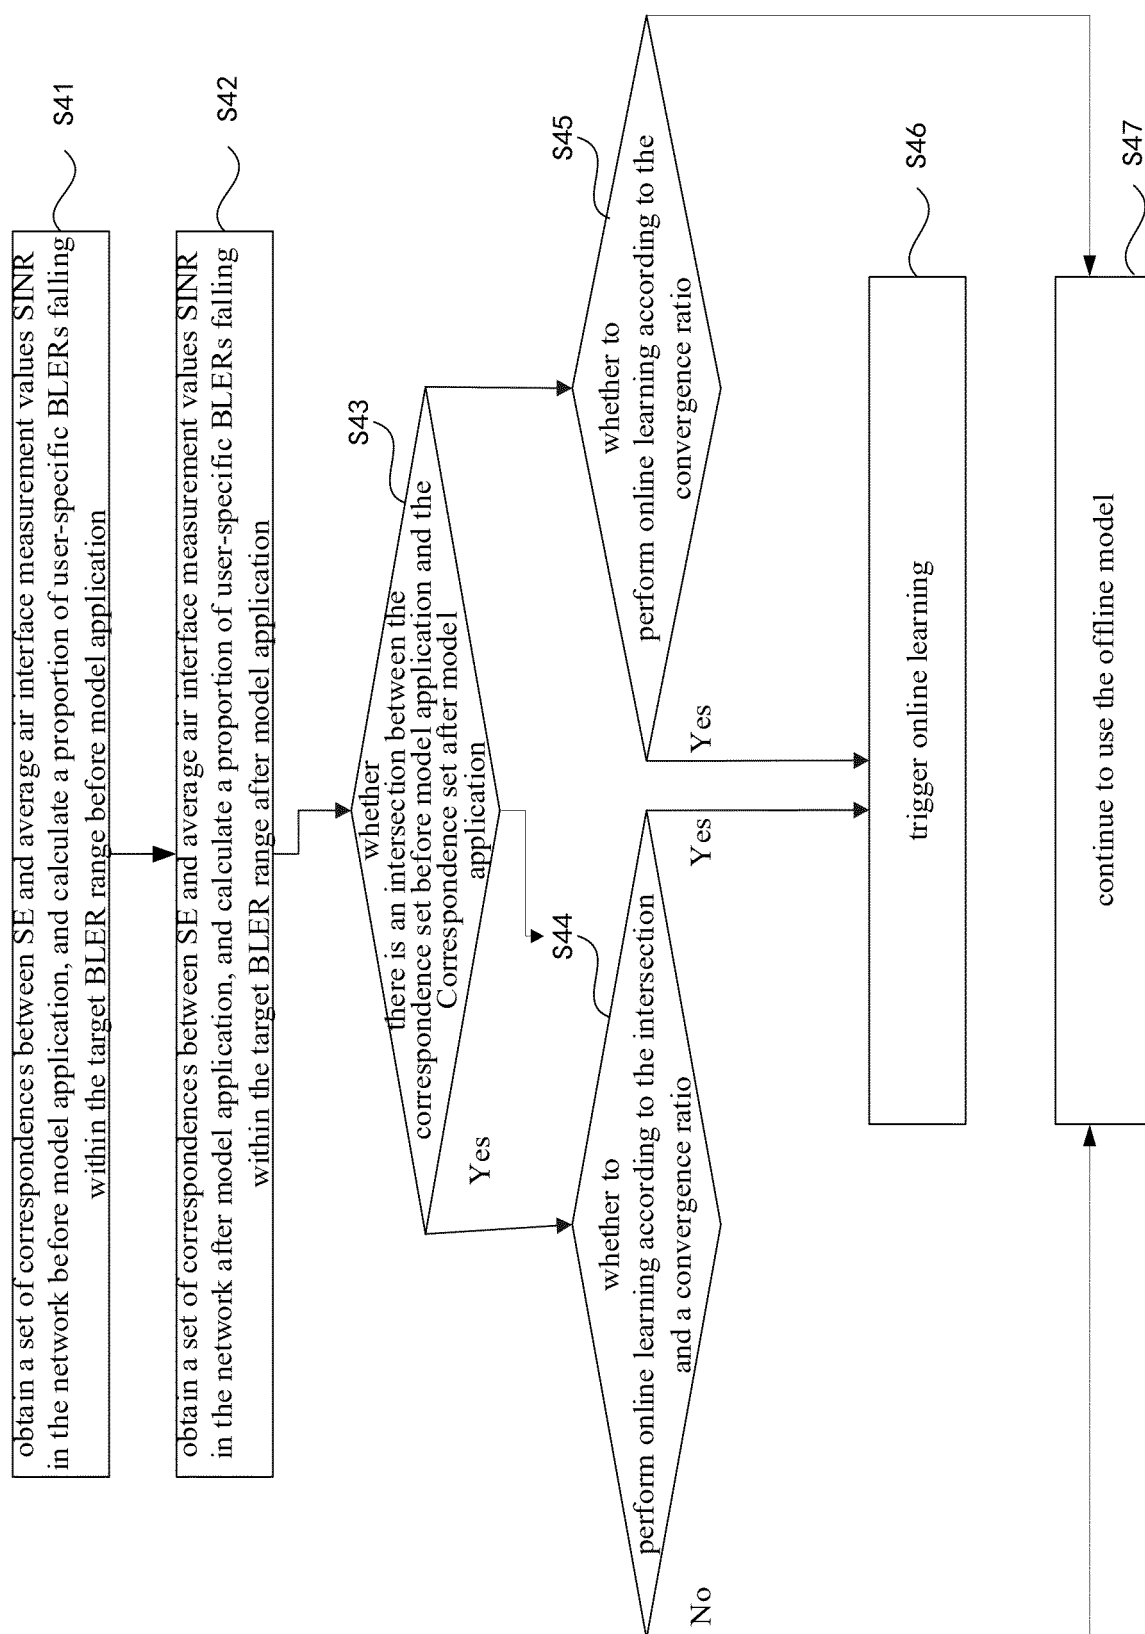 obtain a set of correspondences between SE and average air interface measurement values SINR
in the network before model application, and calculate a proportion of user-specific BLERs falling
within the target BLER range before model application
S41
obtain a set of correspondences between SE and average air interface measurement values SINR
in the network after model application, and calculate a proportion of user-specific BLERs falling
within the target BLER range after model application
S42
whether
there is an intersection between the
correspondence set before model application and the
Correspondence set after model
application
S43
Yes
whether to
perform online learning according to the intersection
and a convergence ratio
S44
whether to
perform online learning according to the
convergence ratio
S45
No
Yes
Yes
trigger online learning
S46
continue to use the offline model
S47